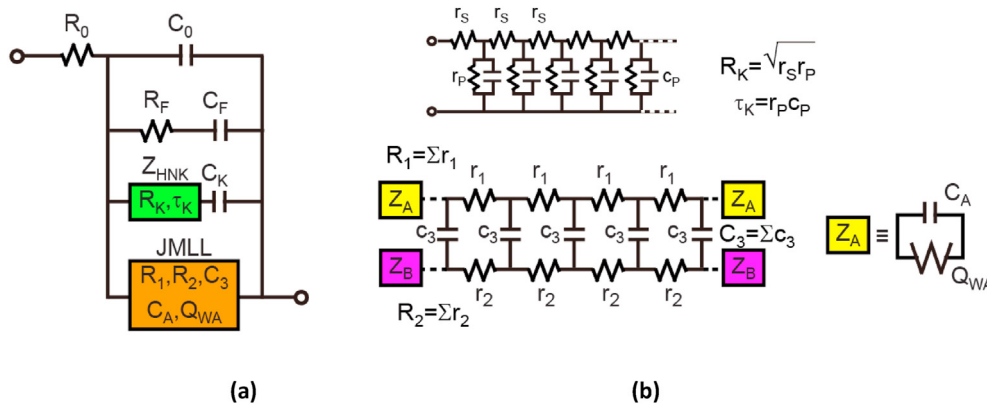 R0
C0
RF
CF
ZHNK
CK
RK,τK
JMLL
R1,R2,C3
CA,QWA
(a)
rS rS rS
rP
cP
RK=√rSrP
τK=rPcP
R1=Σr1
r1 r1 r1 r1
ZA
ZA
c3 c3 c3 c3
C3=Σc3
ZB
ZB
r2 r2 r2 r2
R2=Σr2
ZA ≡
CA
QWA
(b)